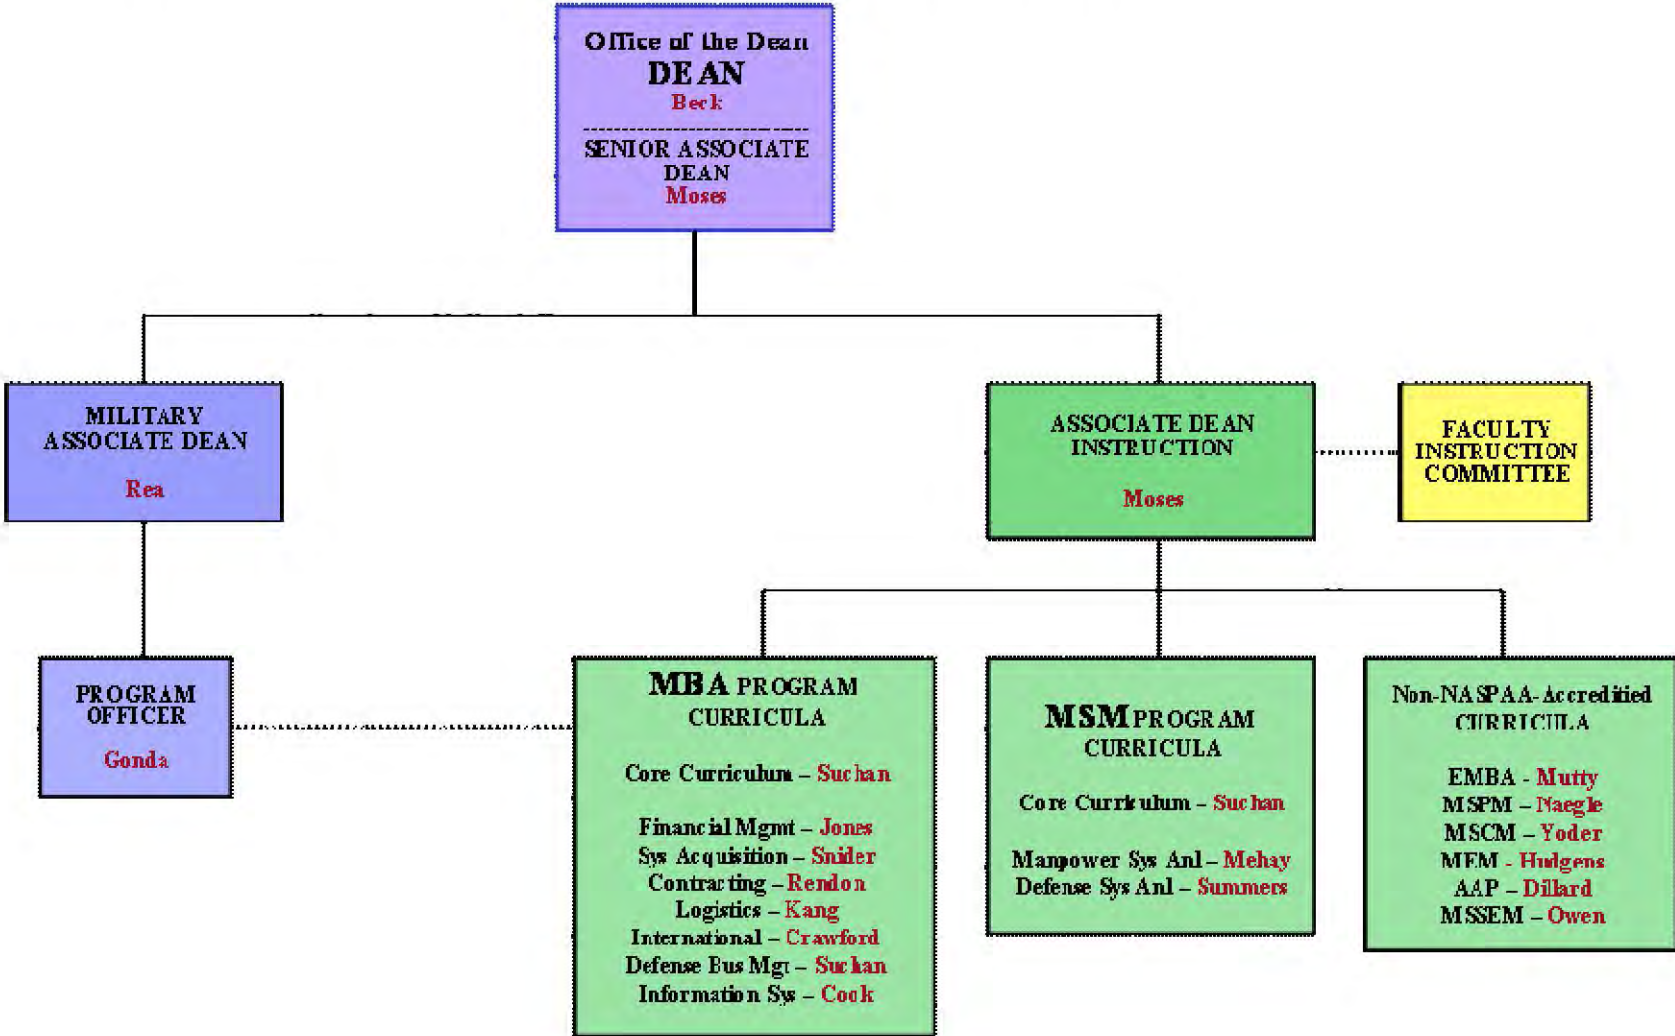 Office of the Dean
DEAN
Beck
SENIOR ASSOCIATE
DEAN
Moses
MILITARY
ASSOCIATE DEAN
Rea
ASSOCIATE DEAN
INSTRUCTION
Moses
FACULTY
INSTRUCTION
COMMITTEE
PROGRAM
OFFICER
Gonda
MBA PROGRAM
CURRICULA
Core Curriculum – Suchan
Financial Mgmt – Jones
Sys Acquisition – Snider
Contracting – Rendon
Logistics – Kang
International – Crawford
Defense Bus Mgt – Suchan
Information Sys – Cook
MSM PROGRAM
CURRICULA
Core Curriculum – Suchan
Manpower Sys Anl – Mehay
Defense Sys Anl – Summers
Non-NASPAA-Accreditied
CURRICULA
EMBA - Mutty
MSPM – Naegle
MSCM – Yoder
MEM - Hudgens
AAP – Dillard
MSSEM – Owen